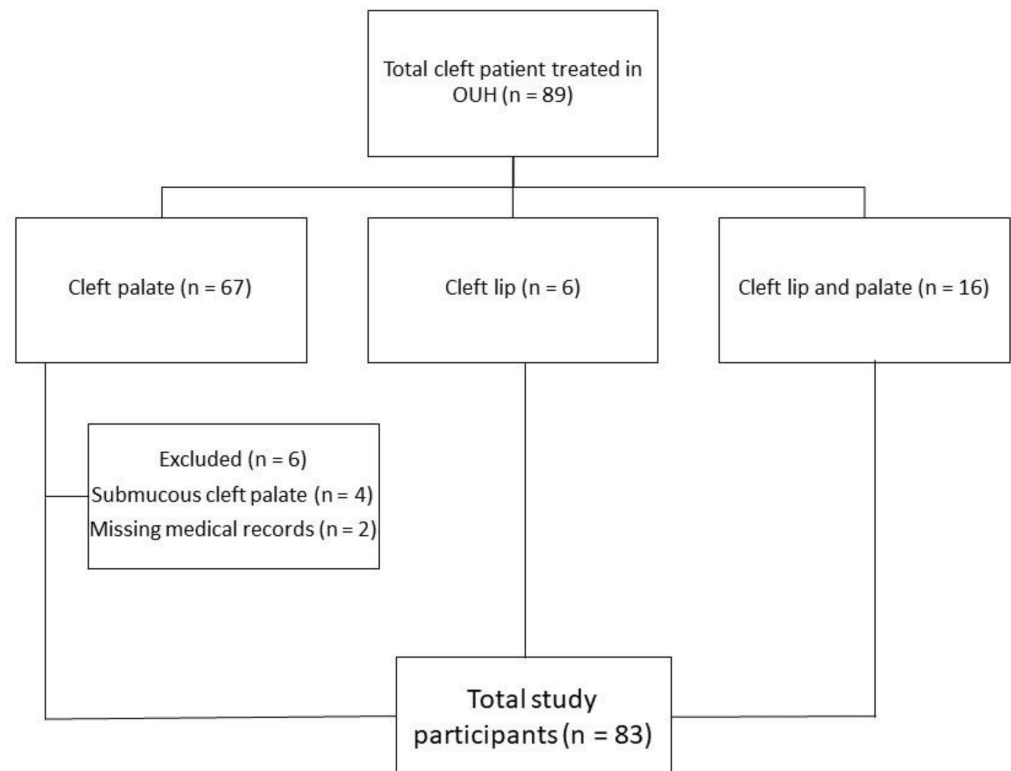 Total cleft patient treated in
OUH (n = 89)
Cleft palate (n = 67)
Cleft lip (n = 6)
Cleft lip and palate (n = 16)
Excluded (n = 6)
Submucous cleft palate (n = 4)
Missing medical records (n = 2)
Total study
participants (n = 83)